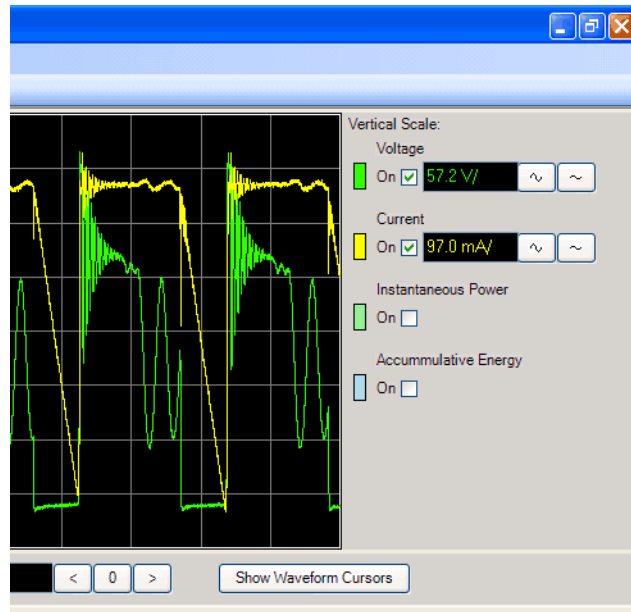 Vertical Scale:
Voltage
On 57.2 V/
Current
On 97.0 mA/
Instantaneous Power
On
Accummulative Energy
On
< 0 > Show Waveform Cursors